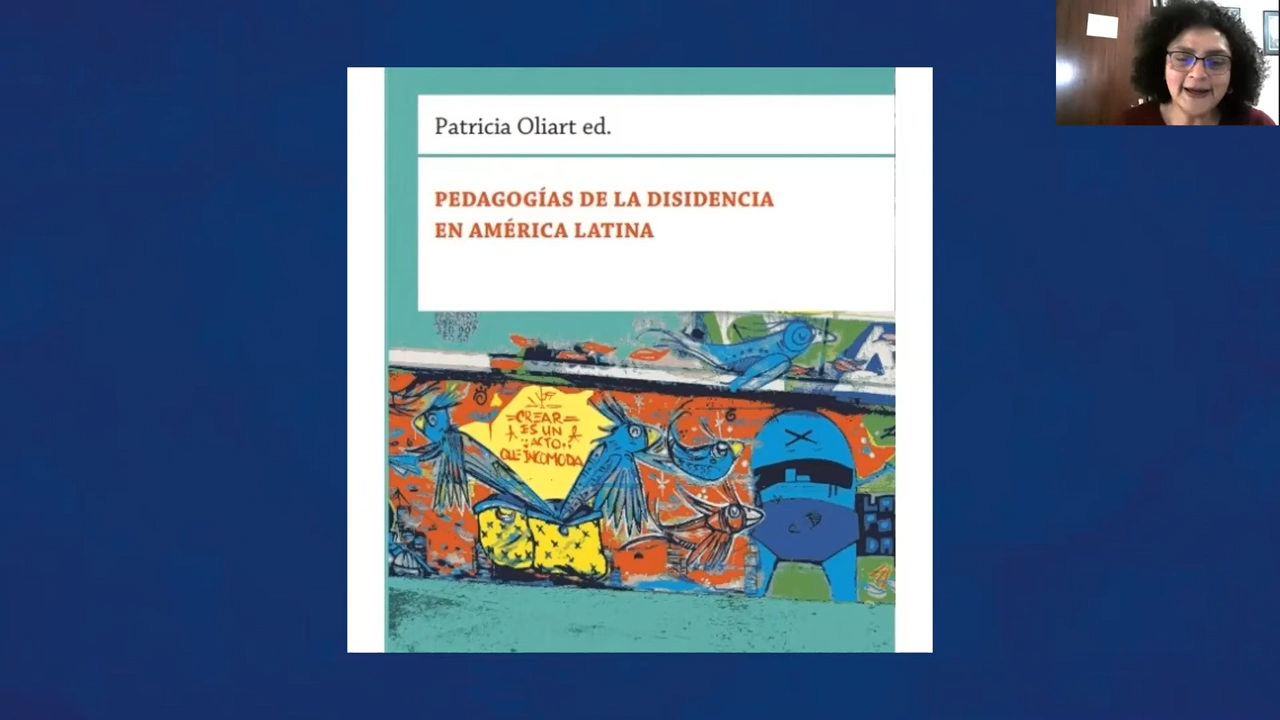 Patricia Oliart ed.
PEDAGOGÍAS DE LA DISIDENCIA
EN AMÉRICA LATINA
CREAR
ES UN
ACTO
QUE INCOMODA